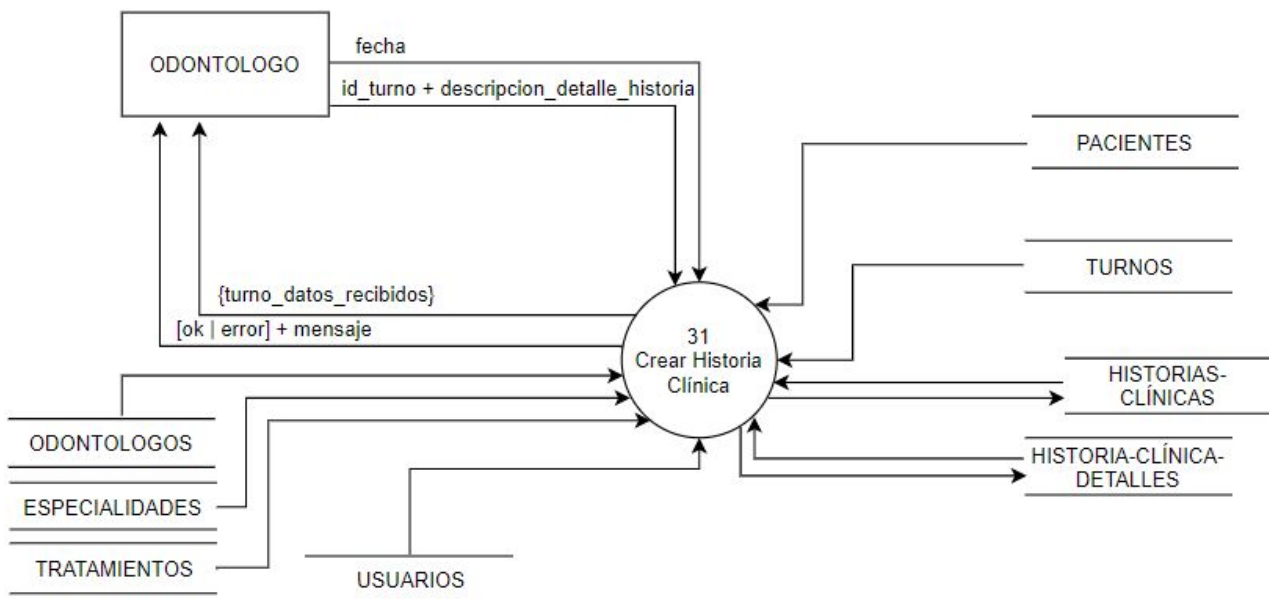 ODONTOLOGO
fecha
id_turno + descripcion_detalle_historia
PACIENTES
TURNOS
{turno_datos_recibidos}
[ok | error] + mensaje
31
Crear Historia
Clínica
HISTORIAS-
CLÍNICAS
ODONTOLOGOS
HISTORIA-CLÍNICA-
DETALLES
ESPECIALIDADES
TRATAMIENTOS
USUARIOS